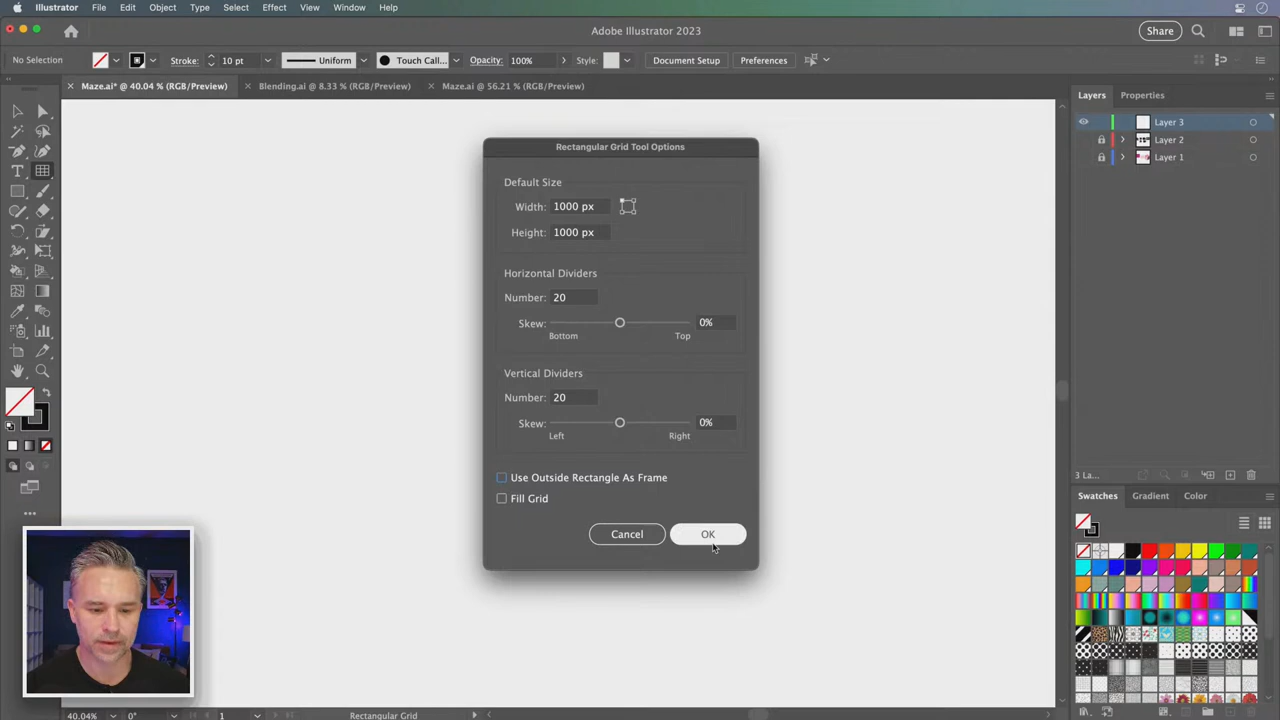 Illustrator File Edit Object Type Select Effect View Window Help
Adobe Illustrator 2023
Share
No Selection
Stroke: 10 pt
Uniform
Touch Call...
Opacity: 100%
Style:
Document Setup
Preferences
Maze.ai* @ 40.04 % (RGB/Preview)
Blending.ai @ 8.33 % (RGB/Preview)
Maze.ai @ 56.21 % (RGB/Preview)
Layers Properties
Layer 3
Layer 2
Layer 1
Rectangular Grid Tool Options
Default Size
Width: 1000 px
Height: 1000 px
Horizontal Dividers
Number: 20
Skew: 0%
Bottom Top
Vertical Dividers
Number: 20
Skew: 0%
Left Right
Use Outside Rectangle As Frame
Fill Grid
Cancel OK
3 La...
Swatches Gradient Color
40.04% 0° 1 Rectangular Grid